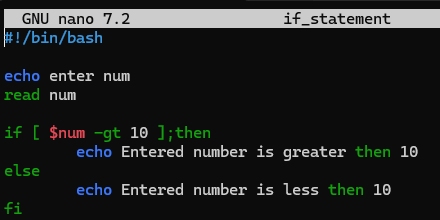 GNU nano 7.2 if_statement
#!/bin/bash
echo enter num
read num
if [ $num -gt 10 ];then
echo Entered number is greater then 10
else
echo Entered number is less then 10
fi